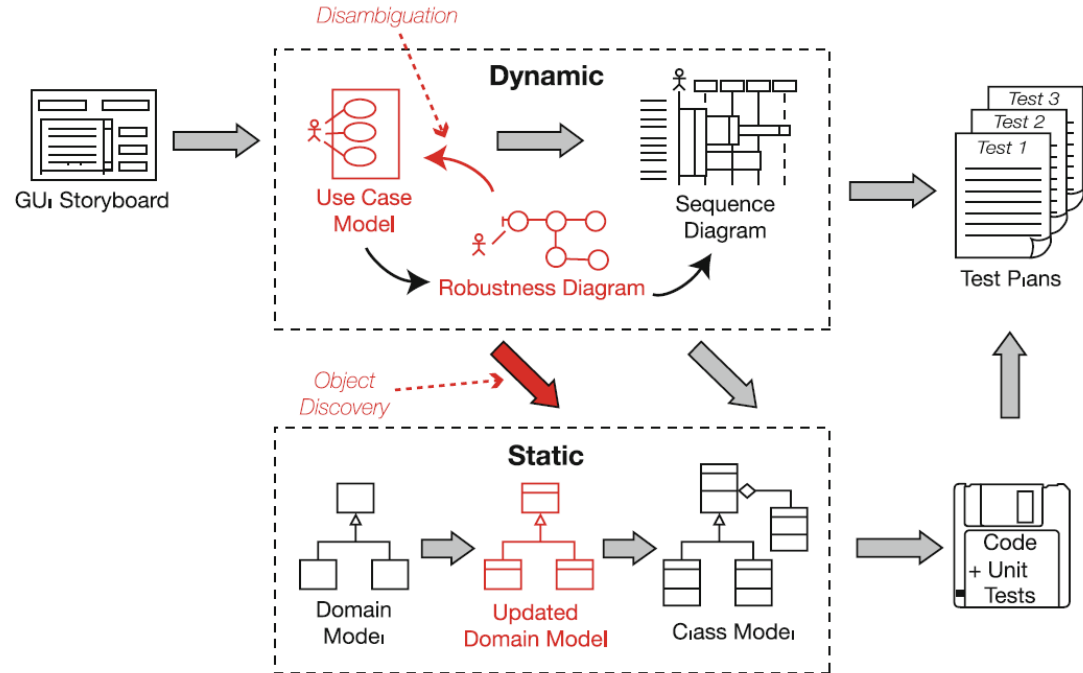 Disambiguation
Dynamic
Test 3
Test 2
Test 1
GUI Storyboard
Use Case
Model
Sequence
Diagram
Robustness Diagram
Test Plans
Object
Discovery
Static
Code
+ Unit
Tests
Domain
Model
Updated
Domain Model
Class Model